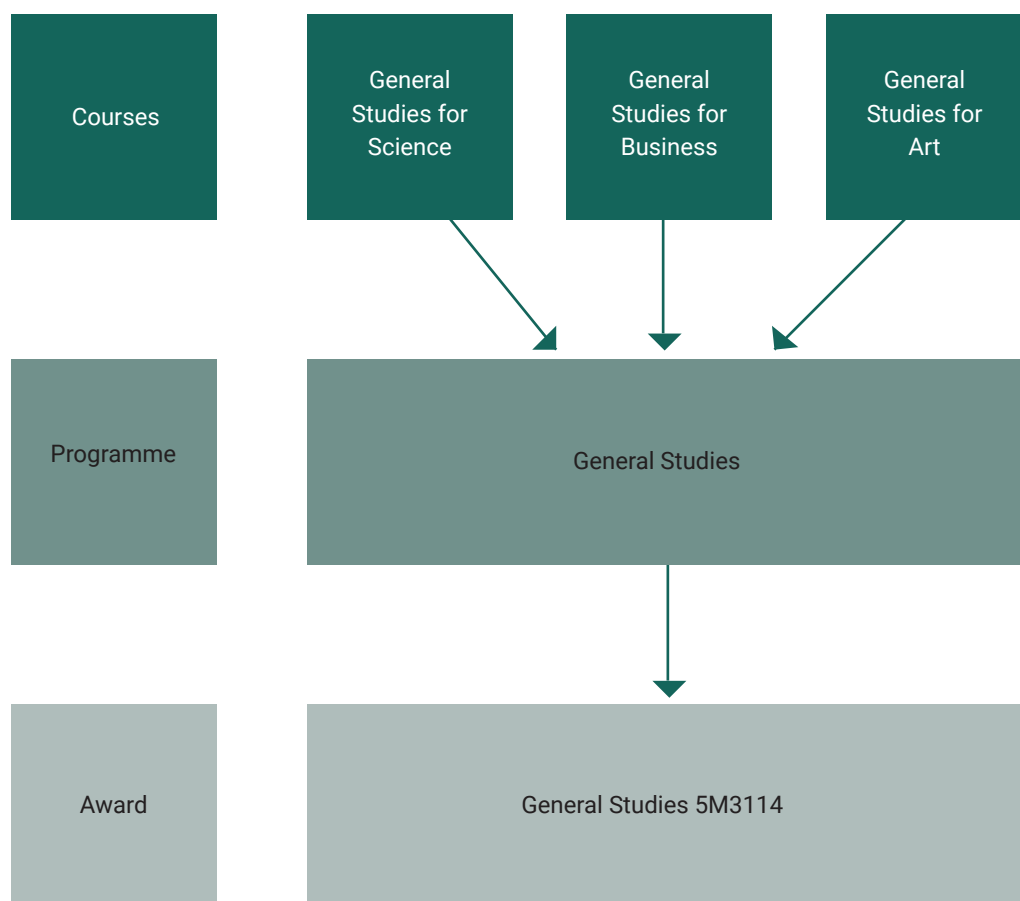 Courses
General
Studies for
Science
General
Studies for
Business
General
Studies for
Art
Programme
General Studies
Award
General Studies 5M3114